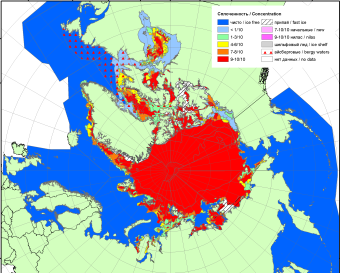 Сплоченность / Concentration
чисто / ice free
< 1/10
1-3/10
4-6/10
7-8/10
9-10/10
припай / fast ice
7-10/10 начальные / new
9-10/10 нилас / nilas
шельфовый лед / ice shelf
айсберговые / bergy waters
нет данных / no data